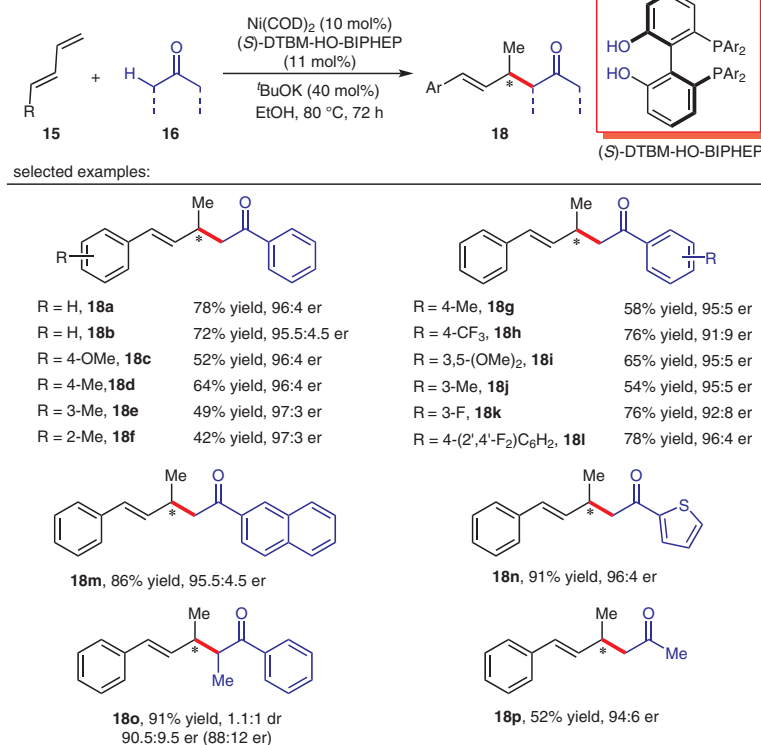 Ni(COD)2 (10 mol%)
(S)-DTBM-HO-BIPHEP
(11 mol%)
tBuOK (40 mol%)
EtOH, 80 °C, 72 h
R
15
+
H
O
16
Me
Ar
*
O
18
HO
HO
PAr2
PAr2
(S)-DTBM-HO-BIPHEP
selected examples:
R
Me
*
O
R = H, 18a 78% yield, 96:4 er
R = H, 18b 72% yield, 95.5:4.5 er
R = 4-OMe, 18c 52% yield, 96:4 er
R = 4-Me,18d 64% yield, 96:4 er
R = 3-Me, 18e 49% yield, 97:3 er
R = 2-Me, 18f 42% yield, 97:3 er
Me
*
O
R
R = 4-Me, 18g 58% yield, 95:5 er
R = 4-CF3, 18h 76% yield, 91:9 er
R = 3,5-(OMe)2, 18i 65% yield, 95:5 er
R = 3-Me, 18j 54% yield, 95:5 er
R = 3-F, 18k 76% yield, 92:8 er
R = 4-(2',4'-F2)C6H2, 18l 78% yield, 96:4 er
Me
*
O
18m, 86% yield, 95.5:4.5 er
Me
*
O
S
18n, 91% yield, 96:4 er
Me
*
O
Me
18o, 91% yield, 1.1:1 dr
90.5:9.5 er (88:12 er)
Me
*
O
Me
18p, 52% yield, 94:6 er